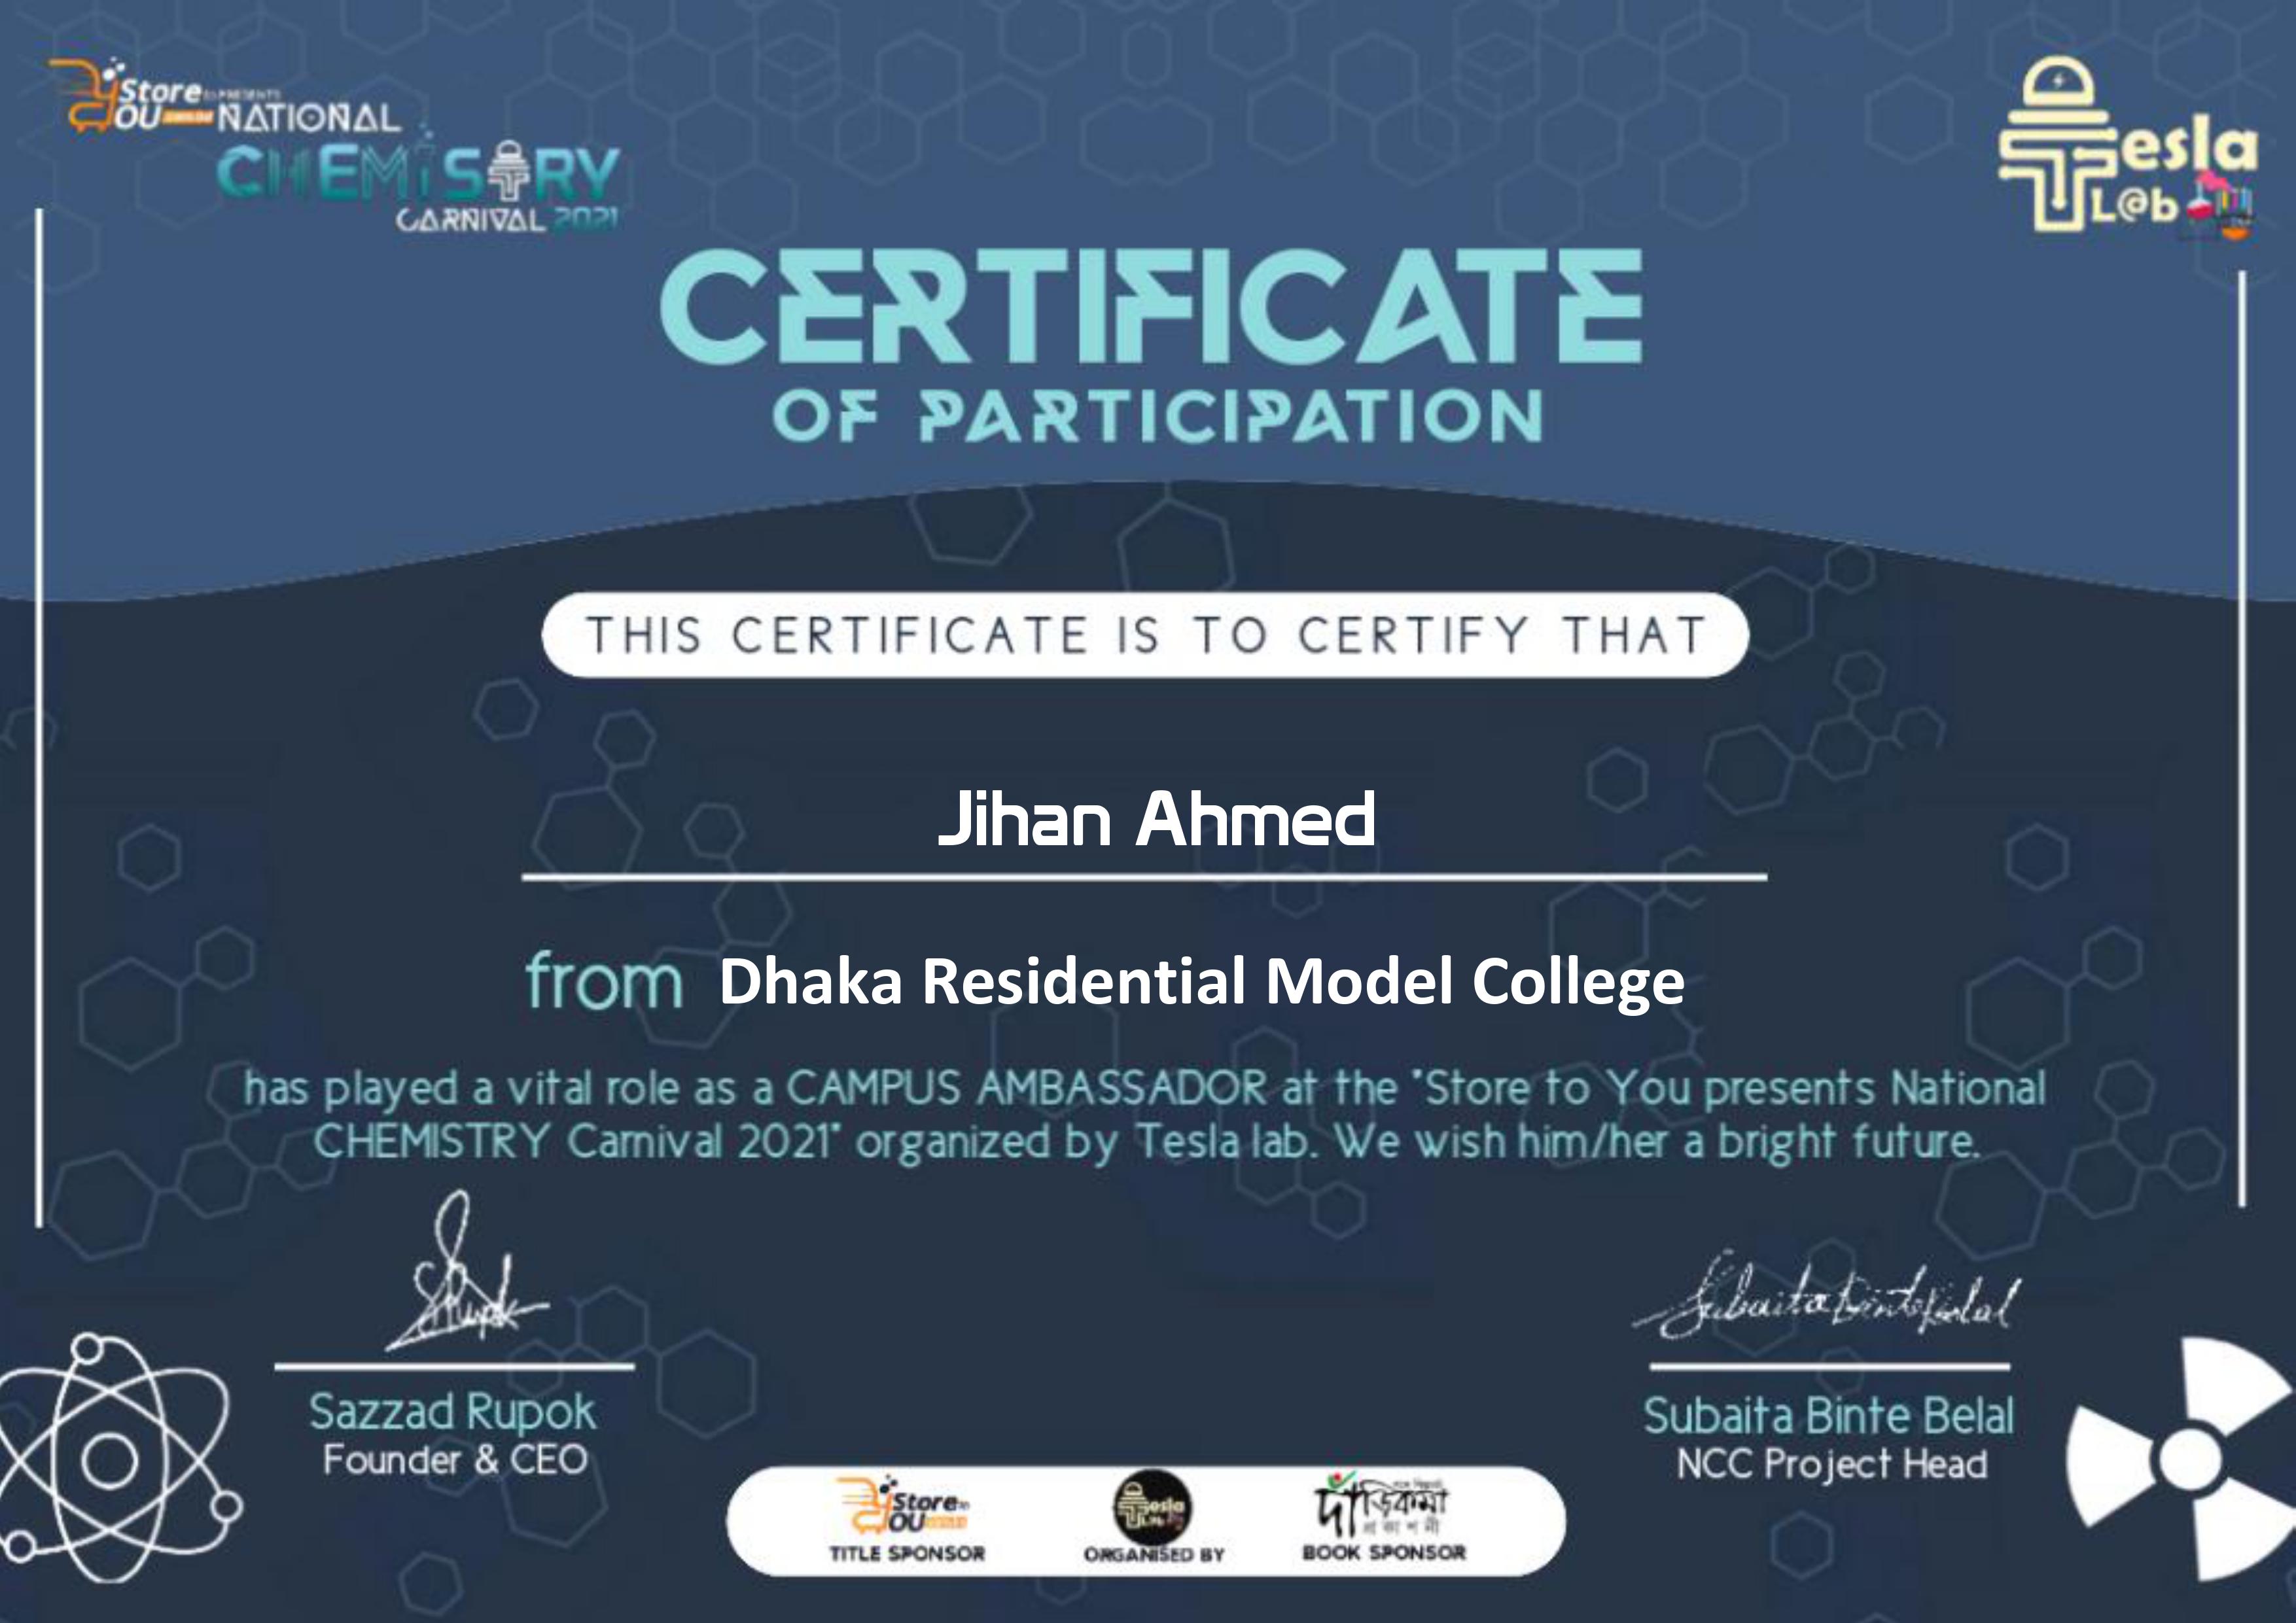 Store to PRESENTS
YOU NATIONAL
CHEMISTRY
CARNIVAL 2021
Tesla
L@b
CERTIFICATE
OF PARTICIPATION
THIS CERTIFICATE IS TO CERTIFY THAT
Jihan Ahmed
from Dhaka Residential Model College
has played a vital role as a CAMPUS AMBASSADOR at the "Store to You presents National
CHEMISTRY Carnival 2021" organized by Tesla lab. We wish him/her a bright future.
SRupok
Subaita Binte Belal
Sazzad Rupok
Founder & CEO
Subaita Binte Belal
NCC Project Head
Store to
YOU
TITLE SPONSOR
Tesla
L@b
ORGANISED BY
দাঁড়িকমা
প্রকাশনী
BOOK SPONSOR